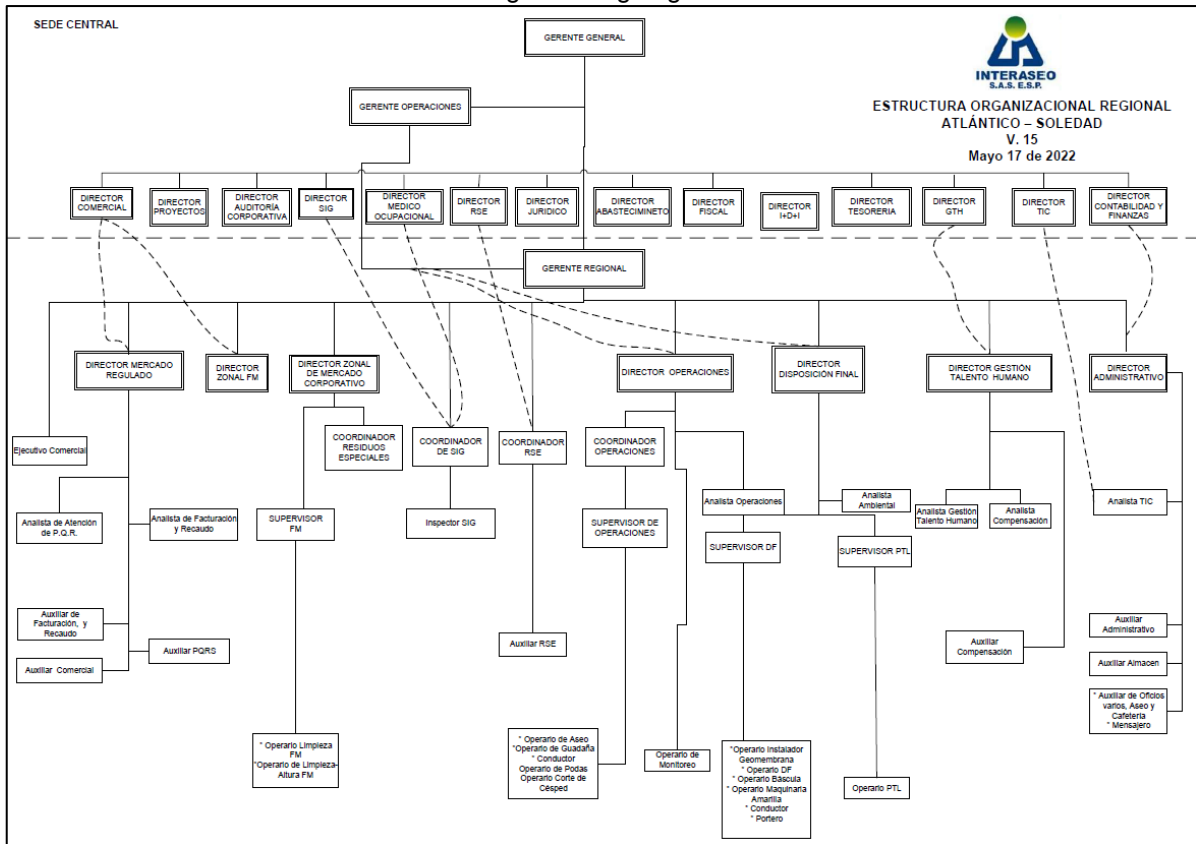 SEDE CENTRAL
GERENTE GENERAL
INTERASEO
S.A.S. E.S.P.
GERENTE OPERACIONES
ESTRUCTURA ORGANIZACIONAL REGIONAL
ATLÁNTICO – SOLEDAD
V. 15
Mayo 17 de 2022
DIRECTOR
COMERCIAL
DIRECTOR
PROYECTOS
DIRECTOR
AUDITORÍA
CORPORATIVA
DIRECTOR
SIG
DIRECTOR
MEDICO
OCUPACIONAL
DIRECTOR
RSE
DIRECTOR
JURIDICO
DIRECTOR
ABASTECIMINETO
DIRECTOR
FISCAL
DIRECTOR
I+D+I
DIRECTOR
TESORERIA
DIRECTOR
GTH
DIRECTOR
TIC
DIRECTOR
CONTABILIDAD Y
FINANZAS
GERENTE REGIONAL
DIRECTOR MERCADO
REGULADO
DIRECTOR
ZONAL FM
DIRECTOR ZONAL
DE MERCADO
CORPORATIVO
DIRECTOR OPERACIONES
DIRECTOR
DISPOSICIÓN FINAL
DIRECTOR GESTIÓN
TALENTO HUMANO
DIRECTOR
ADMINISTRATIVO
Ejecutivo Comercial
COORDINADOR
RESIDUOS
ESPECIALES
COORDINADOR
DE SIG
COORDINADOR
RSE
COORDINADOR
OPERACIONES
Analista de Atención
de P.Q.R.
Analista de Facturación
y Recaudo
SUPERVISOR
FM
Inspector SIG
SUPERVISOR DE
OPERACIONES
Analista Operaciones
Analista
Ambiental
Analista Gestión
Talento Humano
Analista
Compensación
Analista TIC
SUPERVISOR DF
SUPERVISOR PTL
Auxiliar de
Facturación, y
Recaudo
Auxiliar PQRS
Auxiliar Comercial
Auxiliar RSE
Auxiliar
Compensación
Auxiliar
Administrativo
Auxiliar Almacen
* Auxiliar de Oficios
varios, Aseo y
Cafetería
* Mensajero
* Operario Limpieza
FM
*Operario de Limpieza-
Altura FM
* Operario de Aseo
*Operario de Guadaña
* Conductor
Operario de Podas
Operario Corte de
Césped
Operario de
Monitoreo
*Operario Instalador
Geomembrana
* Operario DF
* Operario Báscula
* Operario Maquinaria
Amarilla
* Conductor
* Portero
Operario PTL